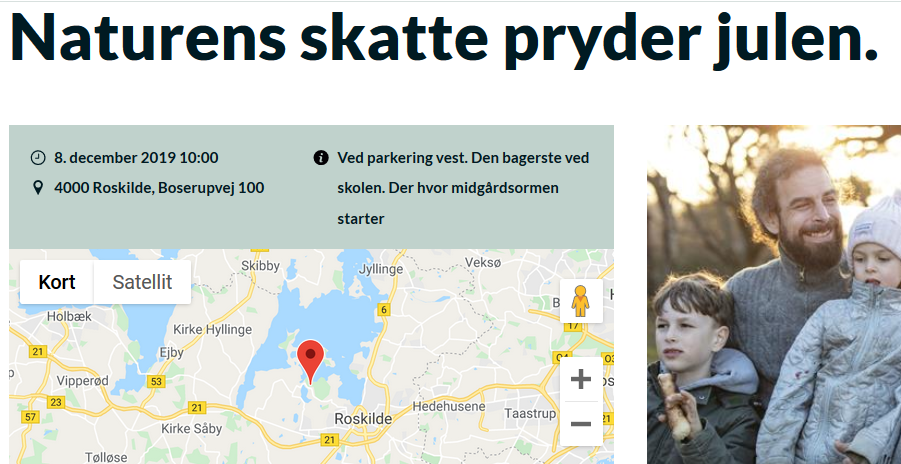 Naturens skatte pryder julen.
8. december 2019 10:00
4000 Roskilde, Boserupvej 100
Ved parkering vest. Den bagerste ved
skolen. Der hvor midgårdsormen
starter
Kort Satellit
Skibby
Jyllinge
Veksø
Holbæk
6
Kirke Hyllinge
17
21
Ejby
Vipperød
53
23
21
Hedehusene
57
Roskilde
Taastrup
Kirke Såby
21
Tølløse